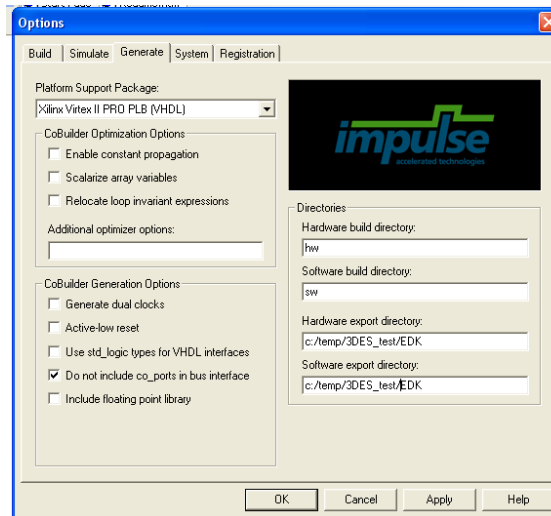 Options
Build
Simulate
Generate
System
Registration
Platform Support Package:
Xilinx Virtex II PRO PLB (VHDL)
CoBuilder Optimization Options
Enable constant propagation
Scalarize array variables
Relocate loop invariant expressions
Additional optimizer options:
CoBuilder Generation Options
Generate dual clocks
Active-low reset
Use std_logic types for VHDL interfaces
Do not include co_ports in bus interface
Include floating point library
impulse
accelerated technologies
Directories
Hardware build directory:
hw
Software build directory:
sw
Hardware export directory:
c:/temp/3DES_test/EDK
Software export directory:
c:/temp/3DES_test/EDK
OK
Cancel
Apply
Help